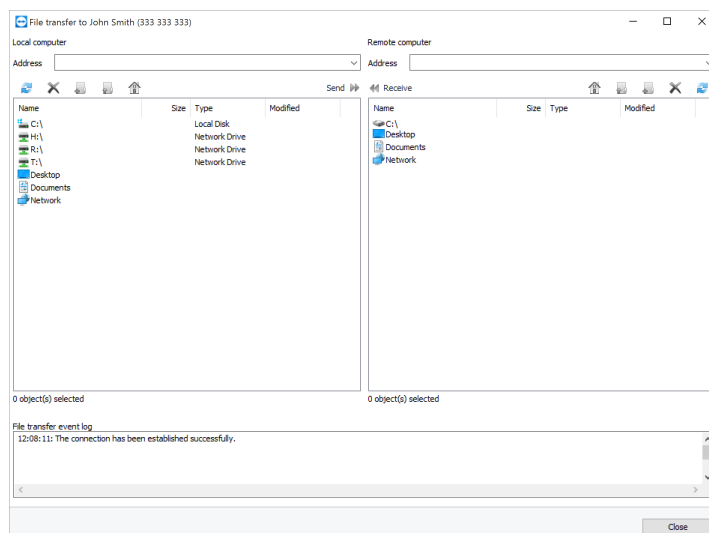 File transfer to John Smith (333 333 333)
Local computer
Remote computer
Address
Address
Send
Receive
Name Size Type Modified
C:\ Local Disk
H:\ Network Drive
R:\ Network Drive
T:\ Network Drive
Desktop
Documents
Network
Name Size Type Modified
C:\
Desktop
Documents
Network
0 object(s) selected
0 object(s) selected
File transfer event log
12:08:11: The connection has been established successfully.
Close